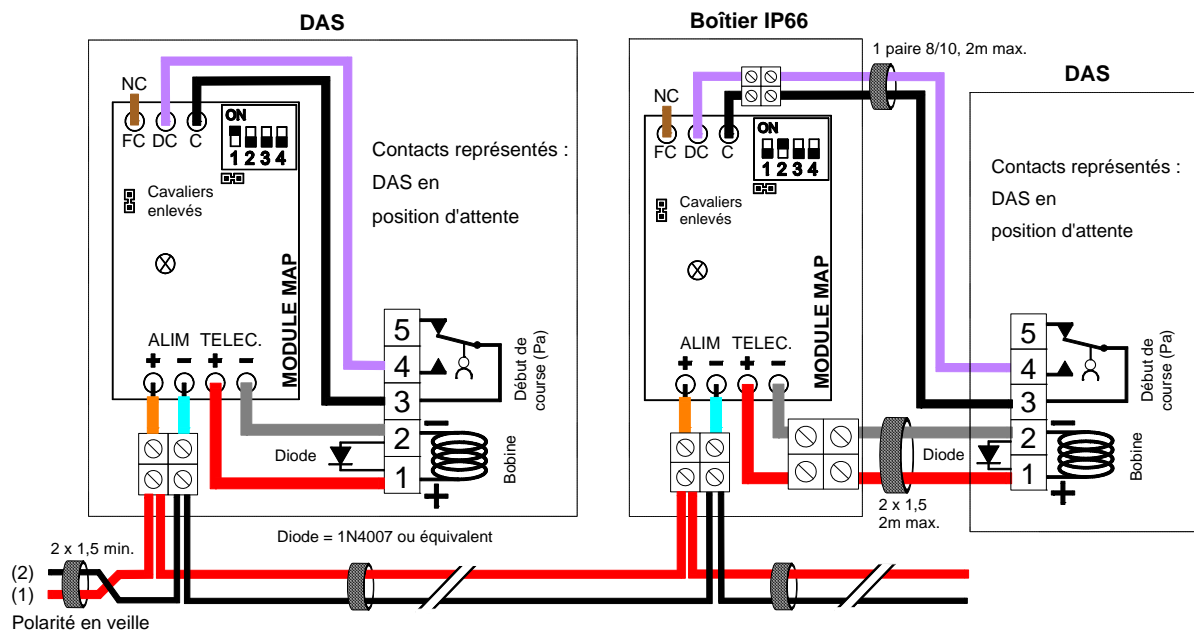 DAS
NC
FC DC C
ON
1 2 3 4
Cavaliers
enlevés
Contacts représentés :
DAS en
position d'attente
MODULE MAP
ALIM TELEC.
+ - + -
5
4
3
2
1
-
+
Début de
course (Pa)
Bobine
Diode
Diode = 1N4007 ou équivalent
Boîtier IP66
NC
FC DC C
ON
1 2 3 4
Cavaliers
enlevés
MODULE MAP
ALIM TELEC.
+ - + -
1 paire 8/10, 2m max.
DAS
Contacts représentés :
DAS en
position d'attente
5
4
3
2
1
-
+
Début de
course (Pa)
Bobine
Diode
2 x 1,5
2m max.
2 x 1,5 min.
(2)
(1)
Polarité en veille